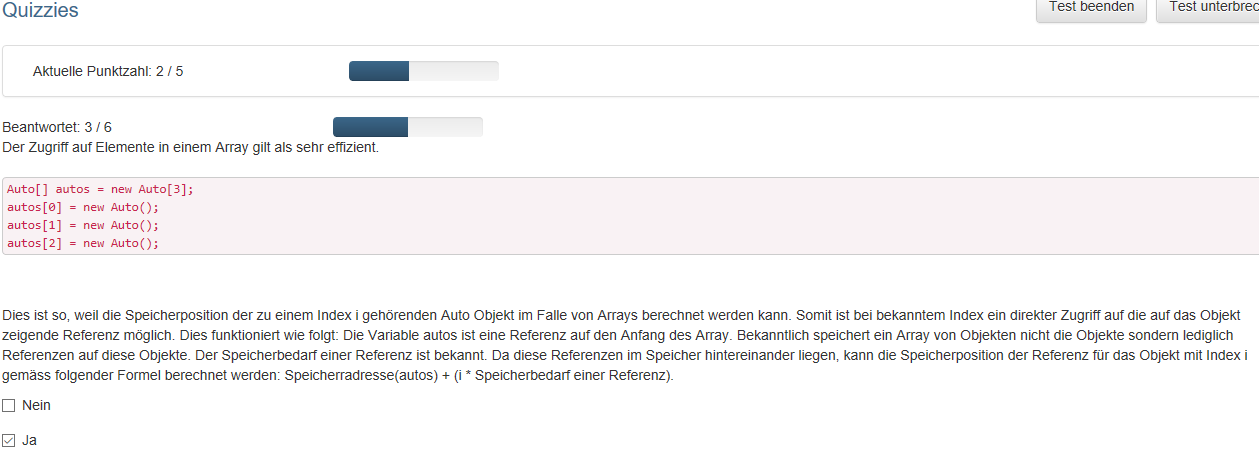 Quizzies
Test beenden
Test unterbrec
Aktuelle Punktzahl: 2 / 5
Beantwortet: 3 / 6
Der Zugriff auf Elemente in einem Array gilt als sehr effizient.
Auto[] autos = new Auto[3];
autos[0] = new Auto();
autos[1] = new Auto();
autos[2] = new Auto();
Dies ist so, weil die Speicherposition der zu einem Index i gehörenden Auto Objekt im Falle von Arrays berechnet werden kann. Somit ist bei bekanntem Index ein direkter Zugriff auf die auf das Objekt
zeigende Referenz möglich. Dies funktioniert wie folgt: Die Variable autos ist eine Referenz auf den Anfang des Array. Bekanntlich speichert ein Array von Objekten nicht die Objekte sondern lediglich
Referenzen auf diese Objekte. Der Speicherbedarf einer Referenz ist bekannt. Da diese Referenzen im Speicher hintereinander liegen, kann die Speicherposition der Referenz für das Objekt mit Index i
gemäss folgender Formel berechnet werden: Speicherradresse(autos) + (i * Speicherbedarf einer Referenz).
Nein
Ja